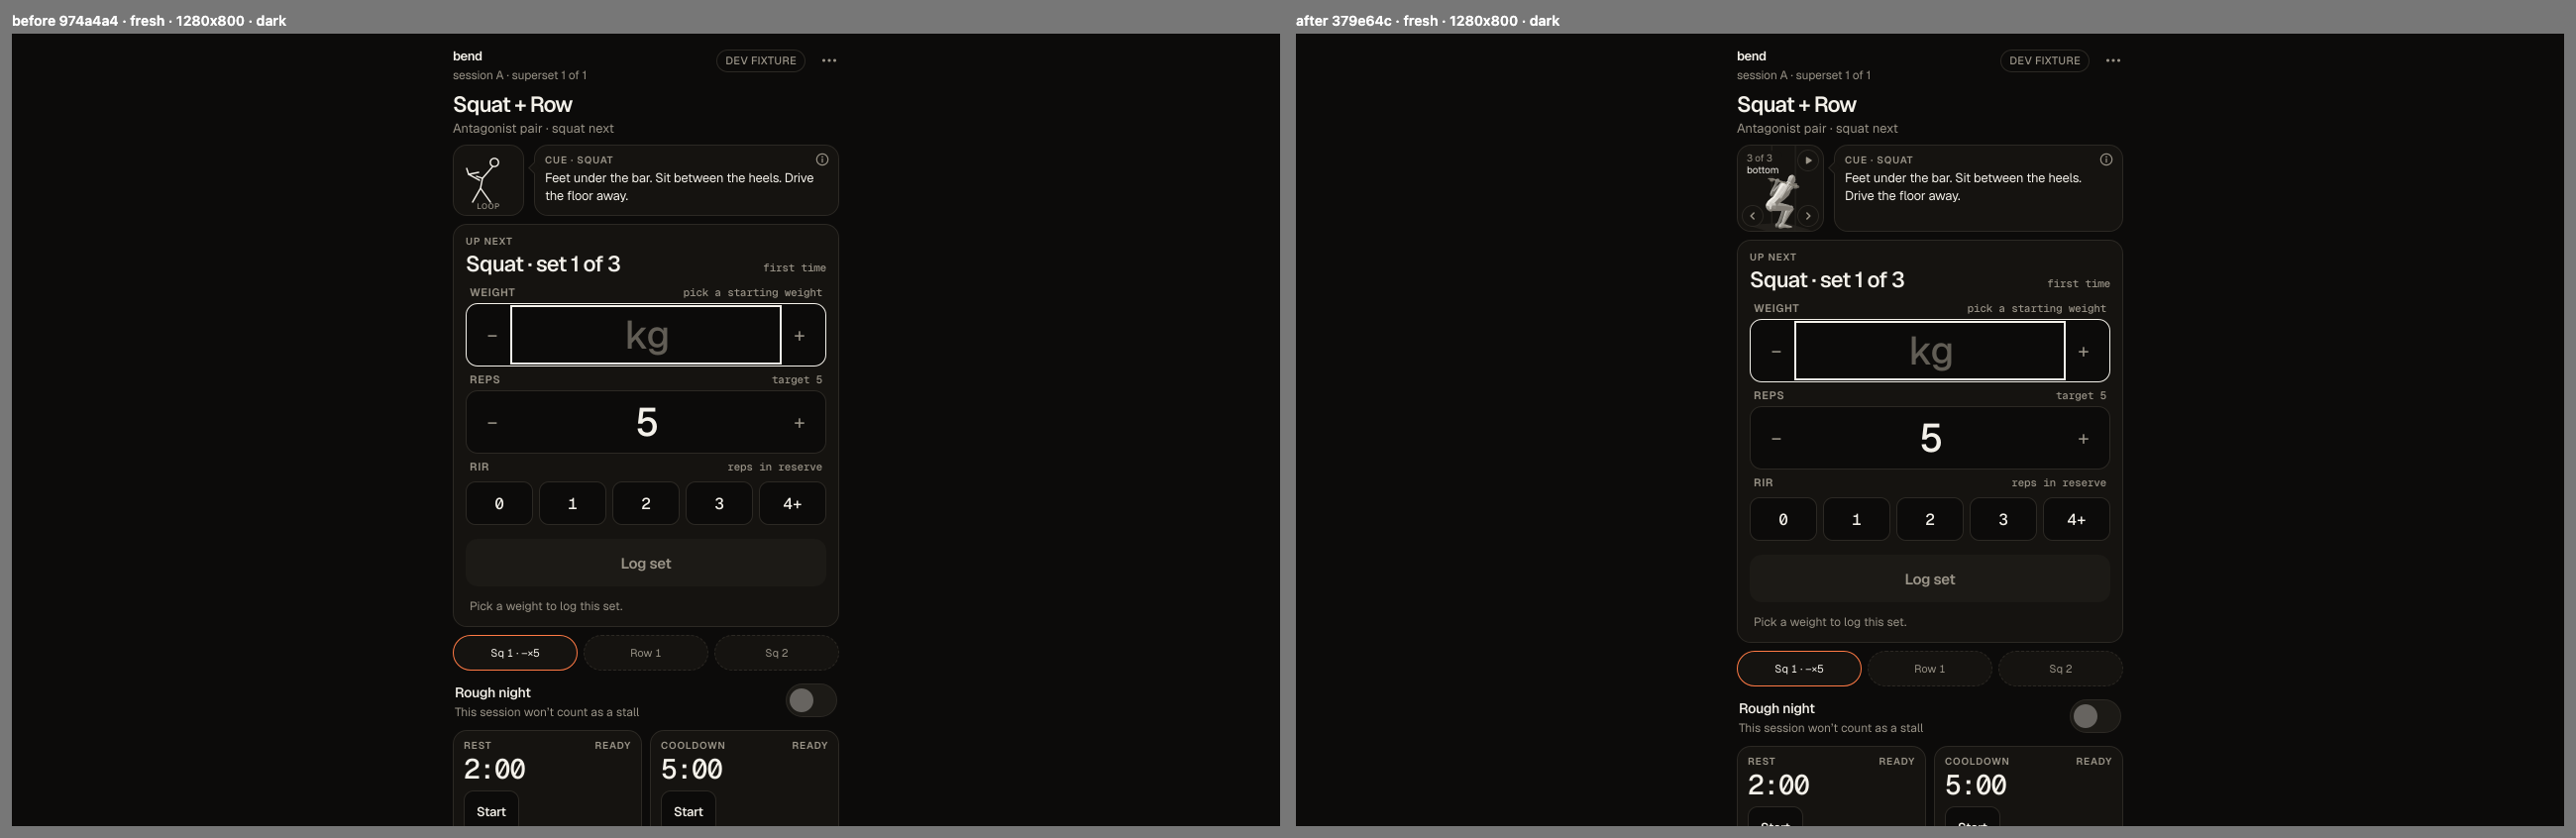 before 974a4a4 · fresh · 1280x800 · dark
bend
session A · superset 1 of 1
DEV FIXTURE
Squat + Row
Antagonist pair · squat next
LOOP
CUE · SQUAT
Feet under the bar. Sit between the heels. Drive
the floor away.
UP NEXT
Squat · set 1 of 3
first time
WEIGHT
pick a starting weight
− kg +
REPS
target 5
− 5 +
RIR
reps in reserve
0 1 2 3 4+
Log set
Pick a weight to log this set.
Sq 1 · –×5
Row 1
Sq 2
Rough night
This session won't count as a stall
REST READY
2:00
Start
COOLDOWN READY
5:00
Start
after 379e64c · fresh · 1280x800 · dark
bend
session A · superset 1 of 1
DEV FIXTURE
Squat + Row
Antagonist pair · squat next
3 of 3
bottom
CUE · SQUAT
Feet under the bar. Sit between the heels.
Drive the floor away.
UP NEXT
Squat · set 1 of 3
first time
WEIGHT
pick a starting weight
− kg +
REPS
target 5
− 5 +
RIR
reps in reserve
0 1 2 3 4+
Log set
Pick a weight to log this set.
Sq 1 · –×5
Row 1
Sq 2
Rough night
This session won't count as a stall
REST READY
2:00
Start
COOLDOWN READY
5:00
Start